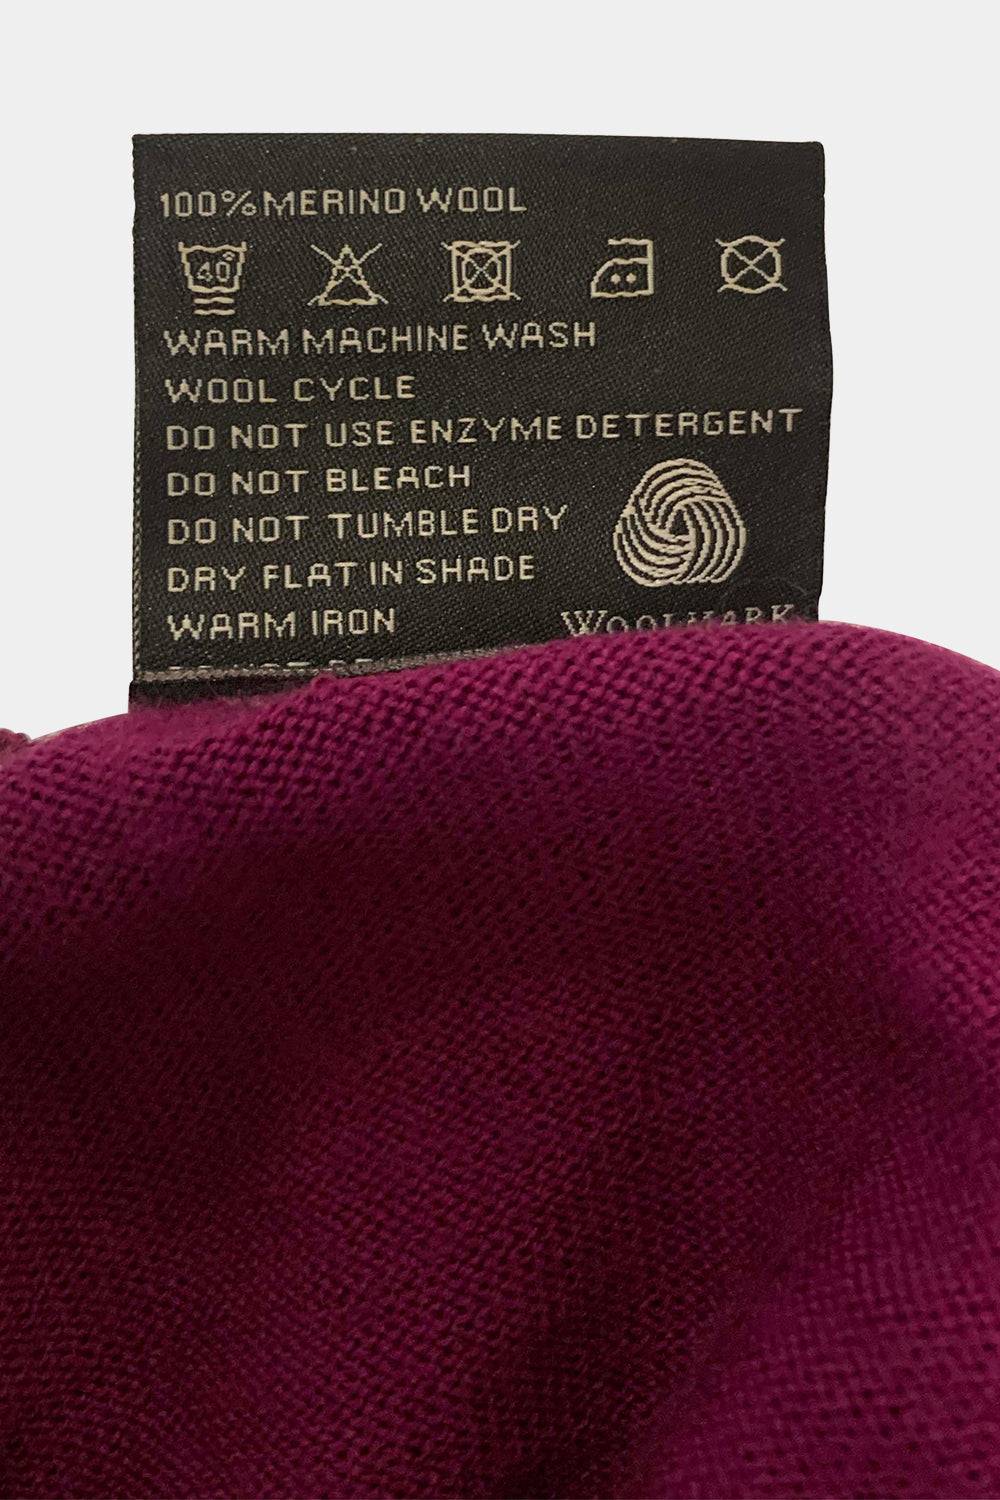 100% MERINO WOOL
40°
WARM MACHINE WASH
WOOL CYCLE
DO NOT USE ENZYME DETERGENT
DO NOT BLEACH
DO NOT TUMBLE DRY
DRY FLAT IN SHADE
WARM IRON
WOOLMARK